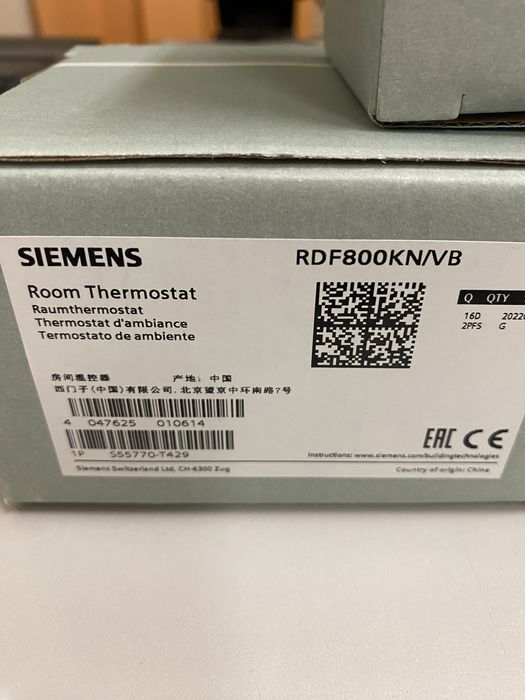 SIEMENS
RDF800KN/VB
Room Thermostat
Raumthermostat
Thermostat d'ambiance
Termostato de ambiente
Q QTY
16D 2022
2PFS G
房间温控器 产地: 中国
西门子(中国)有限公司.北京望京中环南路7号
4 047625 010614
1P S55770-T429
EAC CE
Instructions: www.siemens.com/buildingtechnologies
Siemens Switzerland Ltd. CH-6300 Zug
Country of origin: China